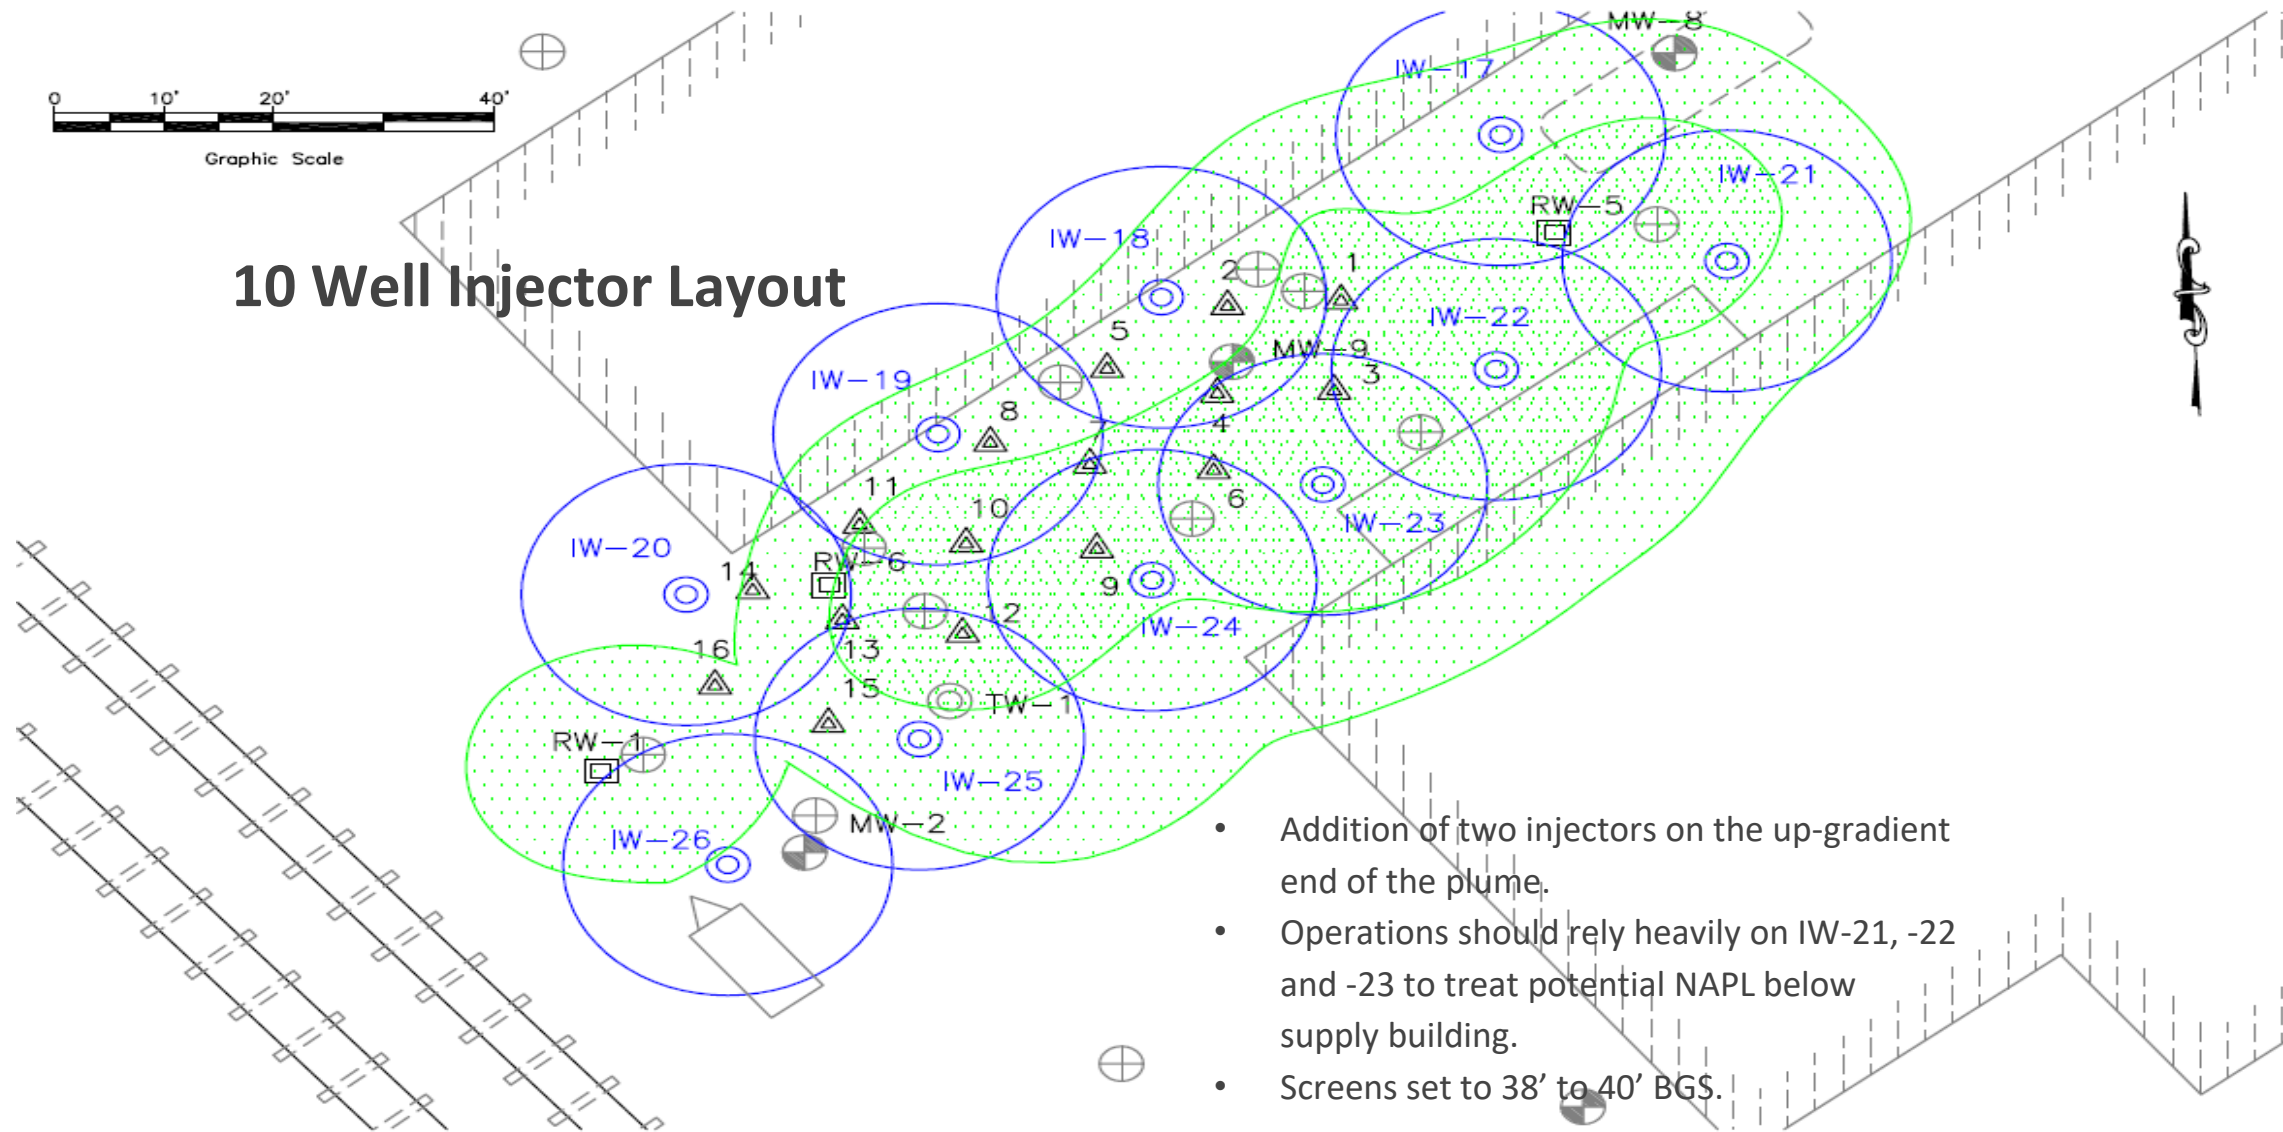 MW-8
IW-17
0 10' 20' 40'
Graphic Scale
IW-21
RW-5
IW-18
10 Well Injector Layout
2
1
IW-22
5
MW-9
3
IW-19
8
4
7
11
6
10
IW-23
IW-20
RW-6
14
9
12
IW-24
16
13
15
TW-1
RW-1
IW-25
MW-2
IW-26
• Addition of two injectors on the up-gradient
end of the plume.
• Operations should rely heavily on IW-21, -22
and -23 to treat potential NAPL below
supply building.
• Screens set to 38’ to 40’ BGS.